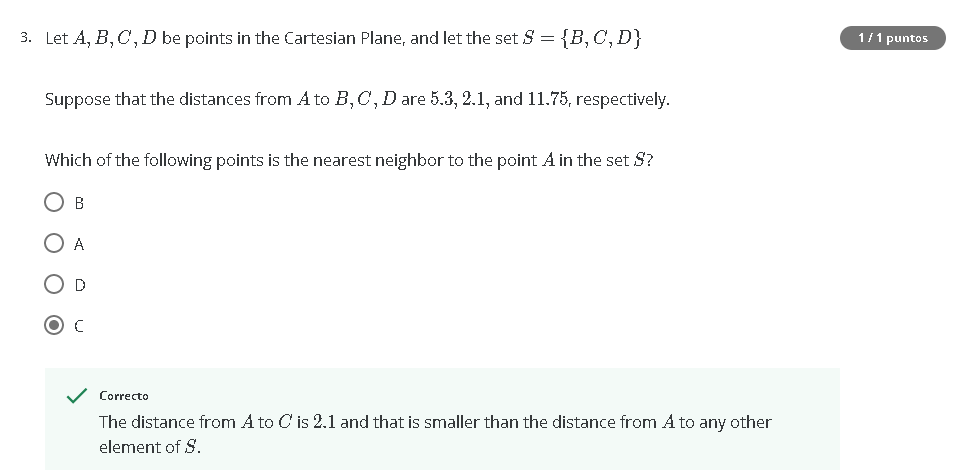 3. Let A, B, C, D be points in the Cartesian Plane, and let the set S = {B, C, D}
1 / 1 puntos
Suppose that the distances from A to B, C, D are 5.3, 2.1, and 11.75, respectively.
Which of the following points is the nearest neighbor to the point A in the set S?
B
A
D
C
Correcto
The distance from A to C is 2.1 and that is smaller than the distance from A to any other
element of S.